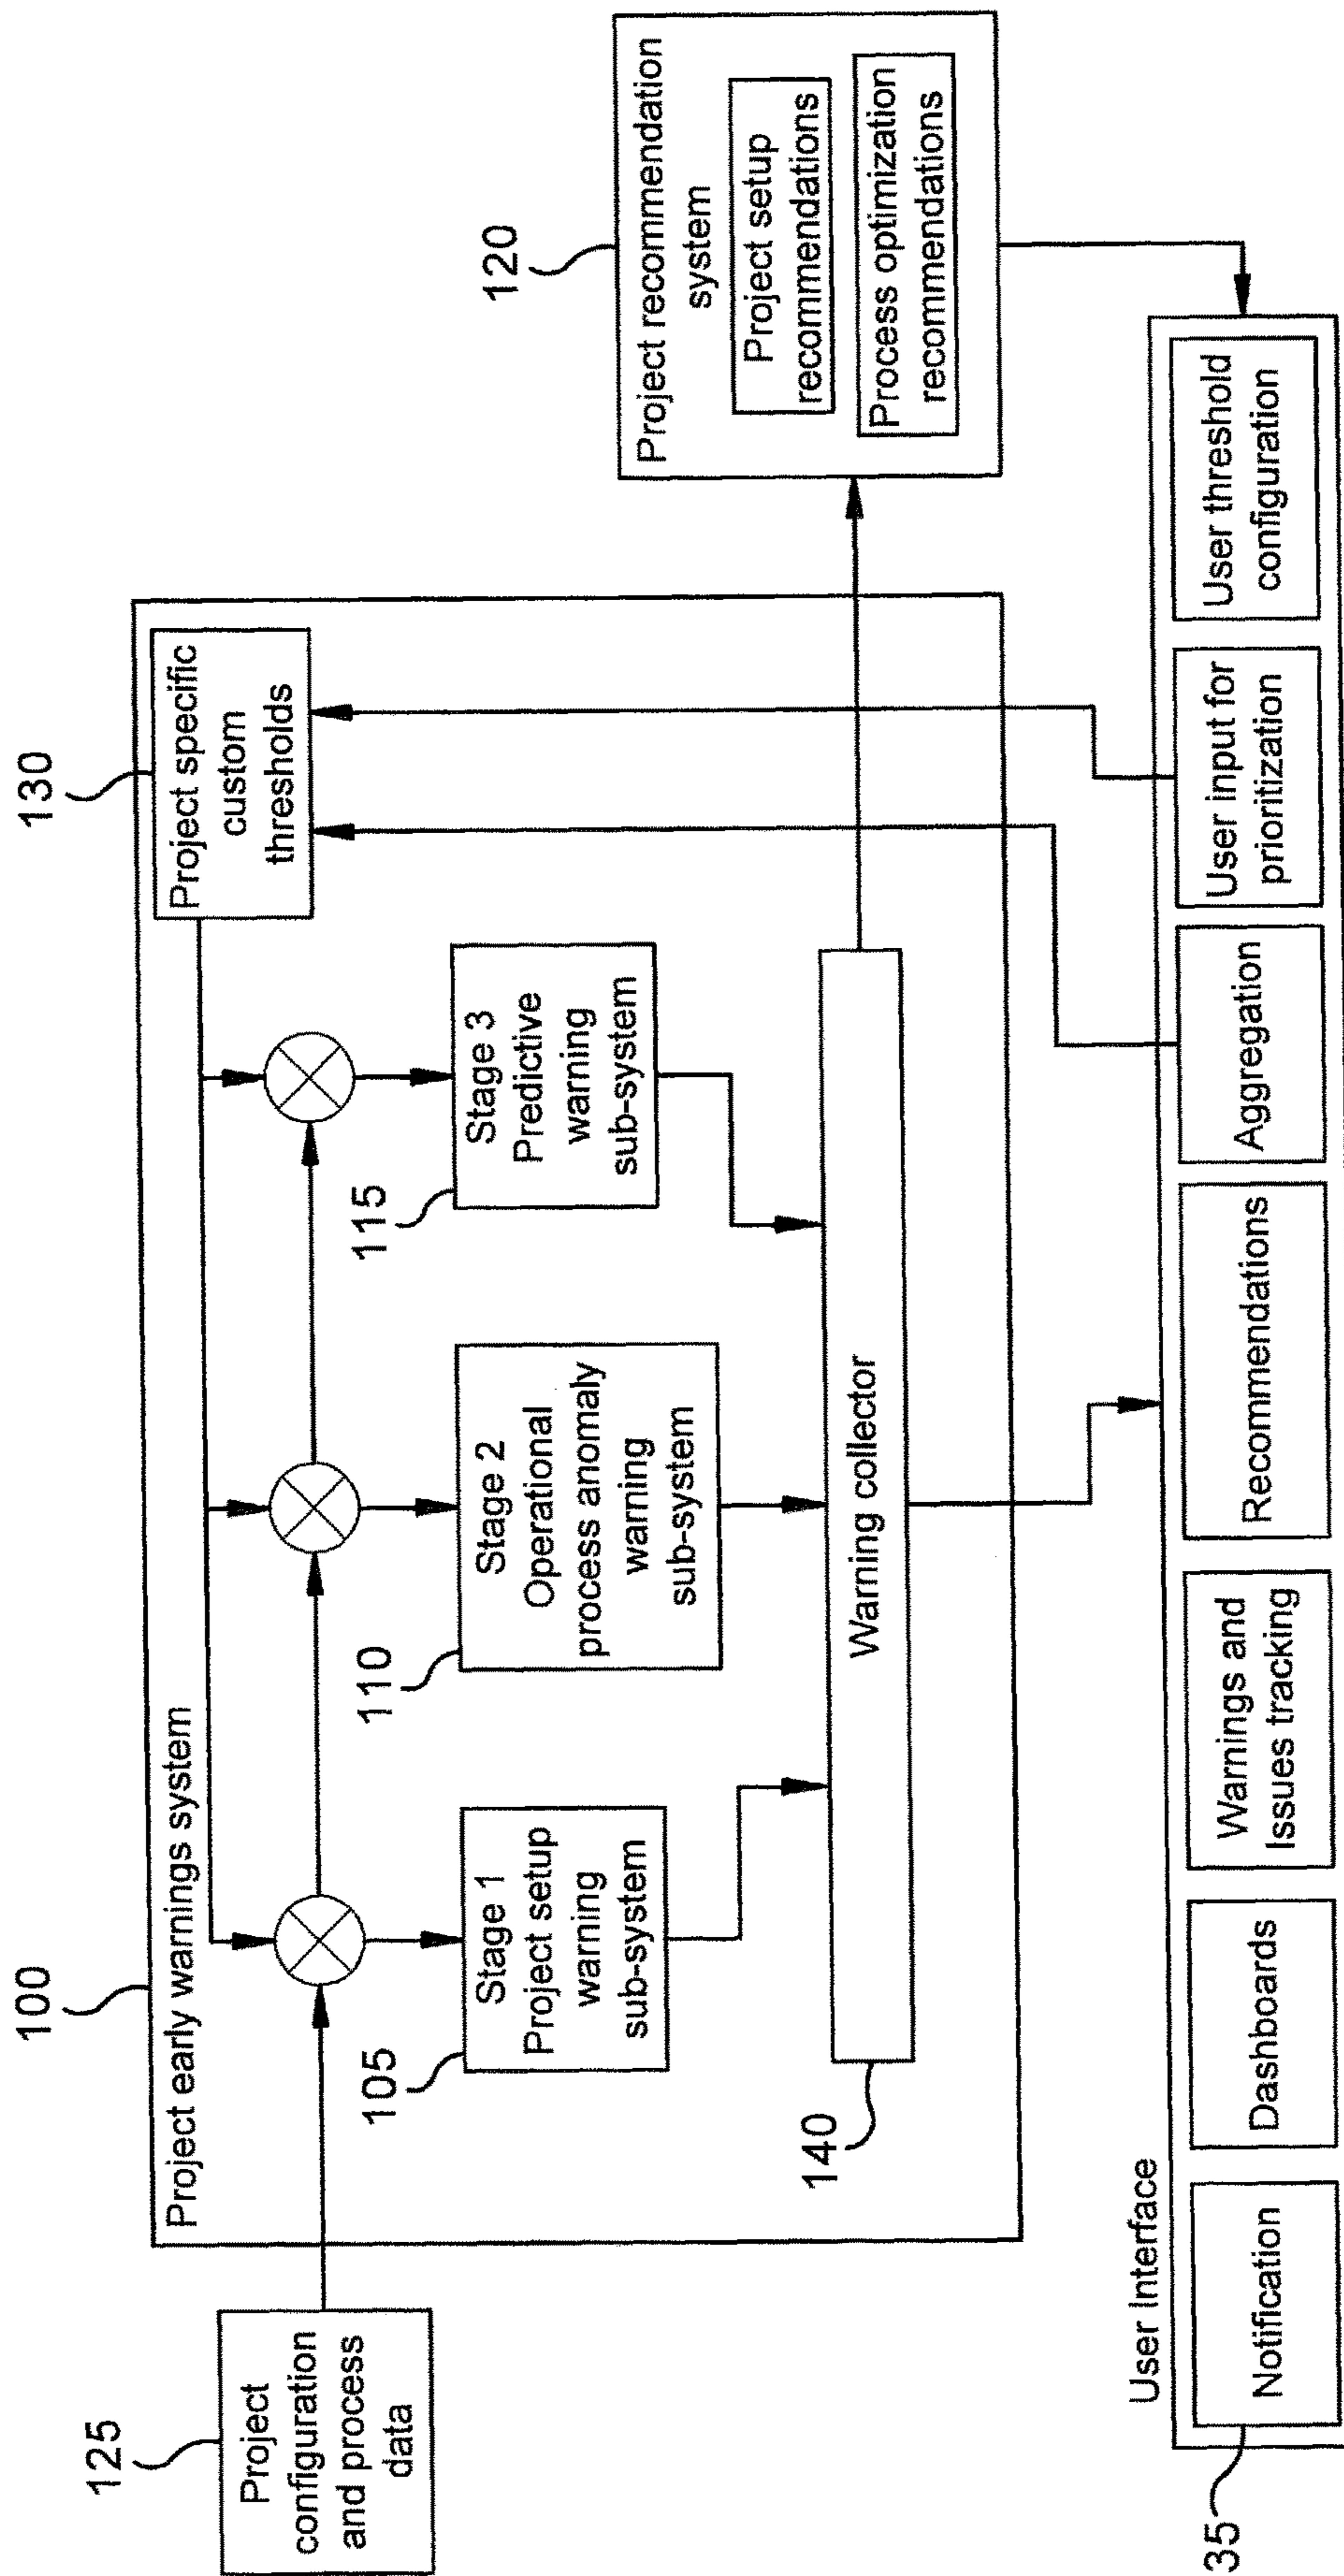 100
130
120
125
Project early warnings system
Project specific
custom
thresholds
Project recommendation
system
Project setup
recommendations
Process optimization
recommendations
Project
configuration
and process
data
105
Stage 1
Project setup
warning
sub-system
110
Stage 2
Operational
process anomaly
warning
sub-system
115
Stage 3
Predictive
warning
sub-system
140
Warning collector
User Interface
35
Notification
Dashboards
Warnings and
Issues tracking
Recommendations
Aggregation
User input for
prioritization
User threshold
configuration